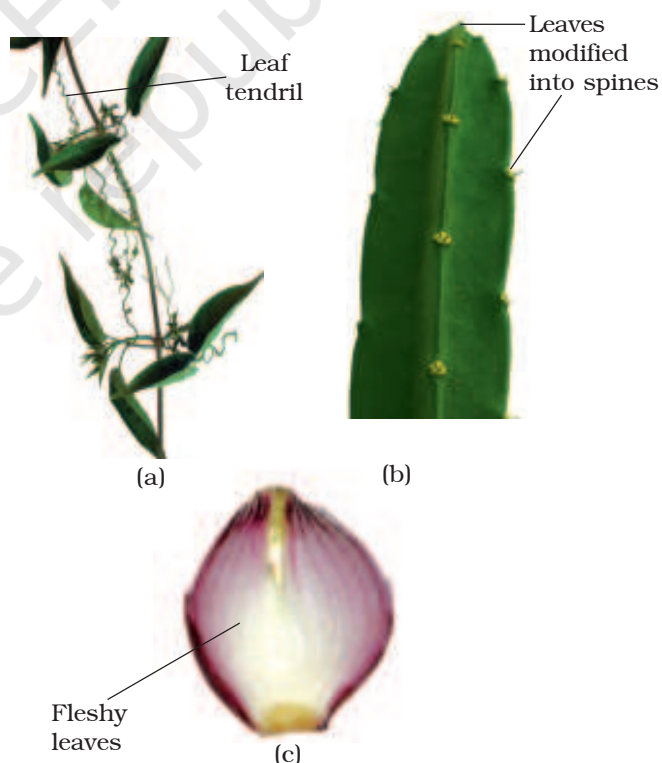 Leaf
tendril
Leaves
modified
into spines
(a)
(b)
Fleshy
leaves
(c)